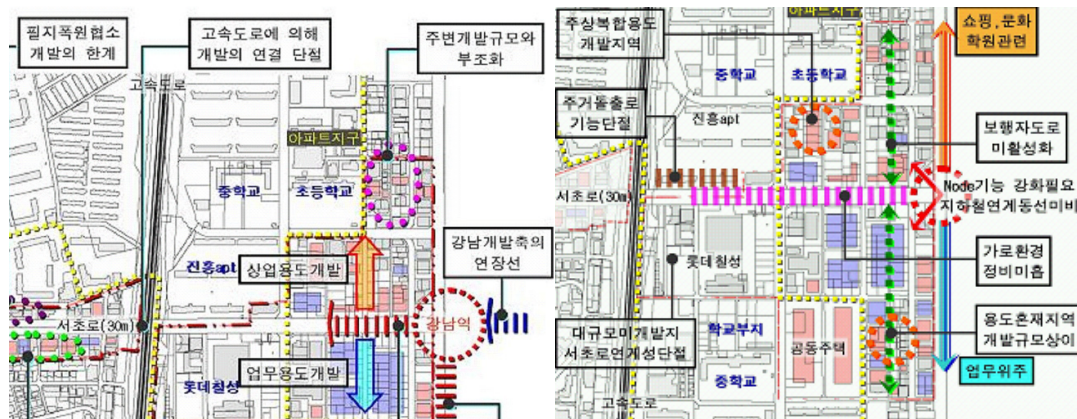 필지폭원협소
개발의 한계
고속도로에 의해
개발의 연결 단절
주변개발규모와
부조화
고속도로
아파트지구
중학교
초등학교
강남개발축의
연장선
진흥apt
상업용도개발
서초로(30m)
강남역
업무용도개발
롯데칠성
주상복합용도
개발지역
아파트지구
쇼핑,문화
학원관련
중학교
초등학교
주거돌출로
기능단절
진흥apt
보행자도로
미활성화
서초로(30m)
Node기능 강화필요
지하철연계동선미비
롯데칠성
가로환경
정비미흡
대규모미개발지
서초로연계성단절
학교부지
공동주택
용도혼재지역
개발규모상이
중학교
업무위주
고속도로